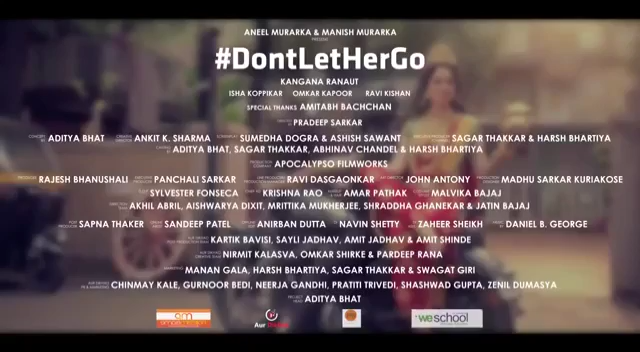 ANEEL MURARKA & MANISH MURARKA
#DontLetHerGo
KANGANA RANAUT
ISHA KOPPIKAR OMKAR KAPOOR RAVI KISHAN
SPECIAL THANKS AMITABH BACHCHAN
PRADEEP SARKAR
ADITYA BHAT ANKIT K. SHARMA SUMEDHA DOGRA & ASHISH SAWANT SAGAR THAKKAR & HARSH BHARTIYA
ADITYA BHAT, SAGAR THAKKAR, ABHINAV CHANDEL & HARSH BHARTIYA
APOCALYPSO FILMWORKS
RAJESH BHANUSHALI PANCHALI SARKAR RAVI DASGAONKAR JOHN ANTONY MADHU SARKAR KURIAKOSE
SYLVESTER FONSECA KRISHNA RAO AMAR PATHAK MALVIKA BAJAJ
AKHIL ABRIL, AISHWARYA DIXIT, MRITTIKA MUKHERJEE, SHRADDHA GHANEKAR & JATIN BAJAJ
SAPNA THAKER SANDEEP PATEL ANIRBAN DUTTA NAVIN SHETTY ZAHEER SHEIKH DANIEL B. GEORGE
KARTIK BAVISI, SAYLI JADHAV, AMIT JADHAV & AMIT SHINDE
NIRMIT KALASVA, OMKAR SHIRKE & PARDEEP RANA
MARKETING MANAN GALA, HARSH BHARTIYA, SAGAR THAKKAR & SWAGAT GIRI
CHINMAY KALE, GURNOOR BEDI, NEERJA GANDHI, PRATITI TRIVEDI, SHASHWAD GUPTA, ZENIL DUMASYA
ADITYA BHAT
weschool